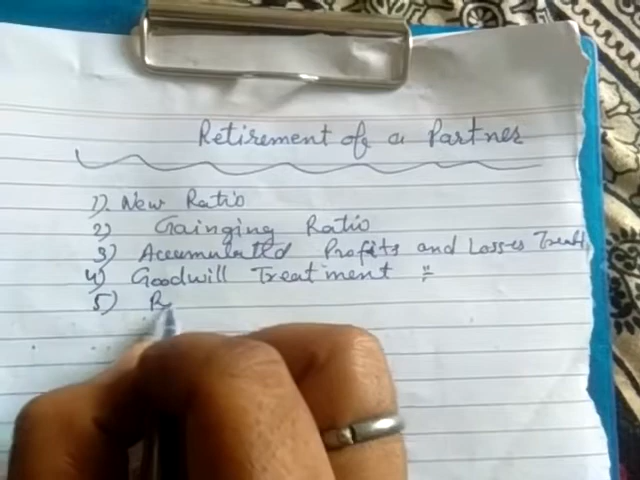 Retirement of a Partner
1). New Ratio
2) Gainging Ratio
3) Accumulated Profits and Losses Treat
4) Goodwill Treatment "
5) R